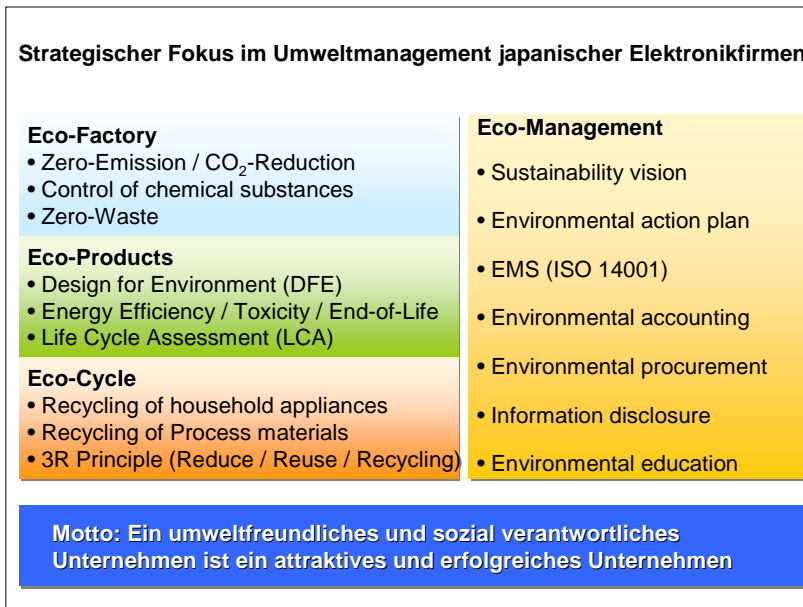 Strategischer Fokus im Umweltmanagement japanischer Elektronikfirmen
Eco-Factory
• Zero-Emission / CO₂-Reduction
• Control of chemical substances
• Zero-Waste
Eco-Products
• Design for Environment (DFE)
• Energy Efficiency / Toxicity / End-of-Life
• Life Cycle Assessment (LCA)
Eco-Cycle
• Recycling of household appliances
• Recycling of Process materials
• 3R Principle (Reduce / Reuse / Recycling)
Eco-Management
• Sustainability vision
• Environmental action plan
• EMS (ISO 14001)
• Environmental accounting
• Environmental procurement
• Information disclosure
• Environmental education
Motto: Ein umweltfreundliches und sozial verantwortliches
Unternehmen ist ein attraktives und erfolgreiches Unternehmen